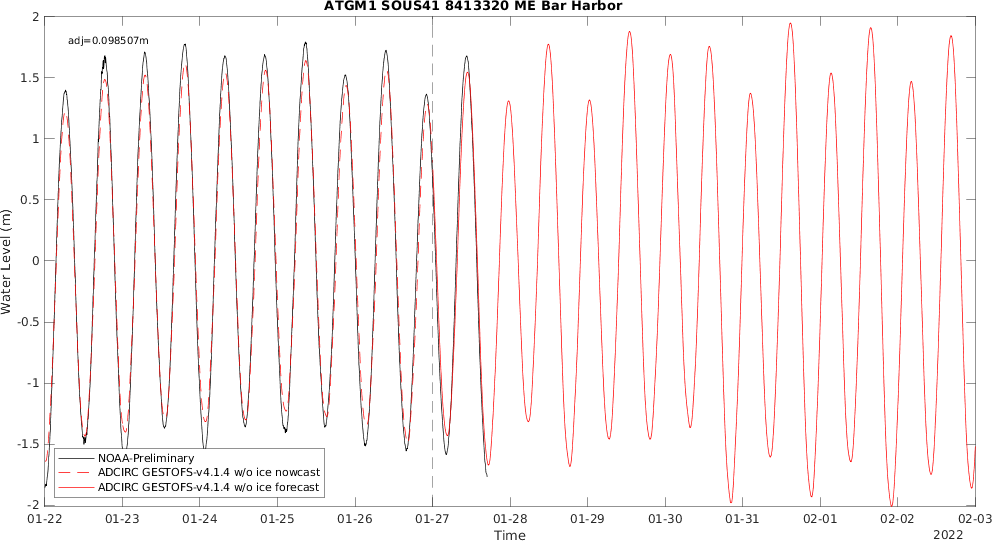 ATGM1 SOUS41 8413320 ME Bar Harbor
adj=0.098507m
2
1.5
1
0.5
0
-0.5
-1
-1.5
-2
Water Level (m)
NOAA-Preliminary
ADCIRC GESTOFS-v4.1.4 w/o ice nowcast
ADCIRC GESTOFS-v4.1.4 w/o ice forecast
01-22 01-23 01-24 01-25 01-26 01-27 01-28 01-29 01-30 01-31 02-01 02-02 02-03
Time
2022